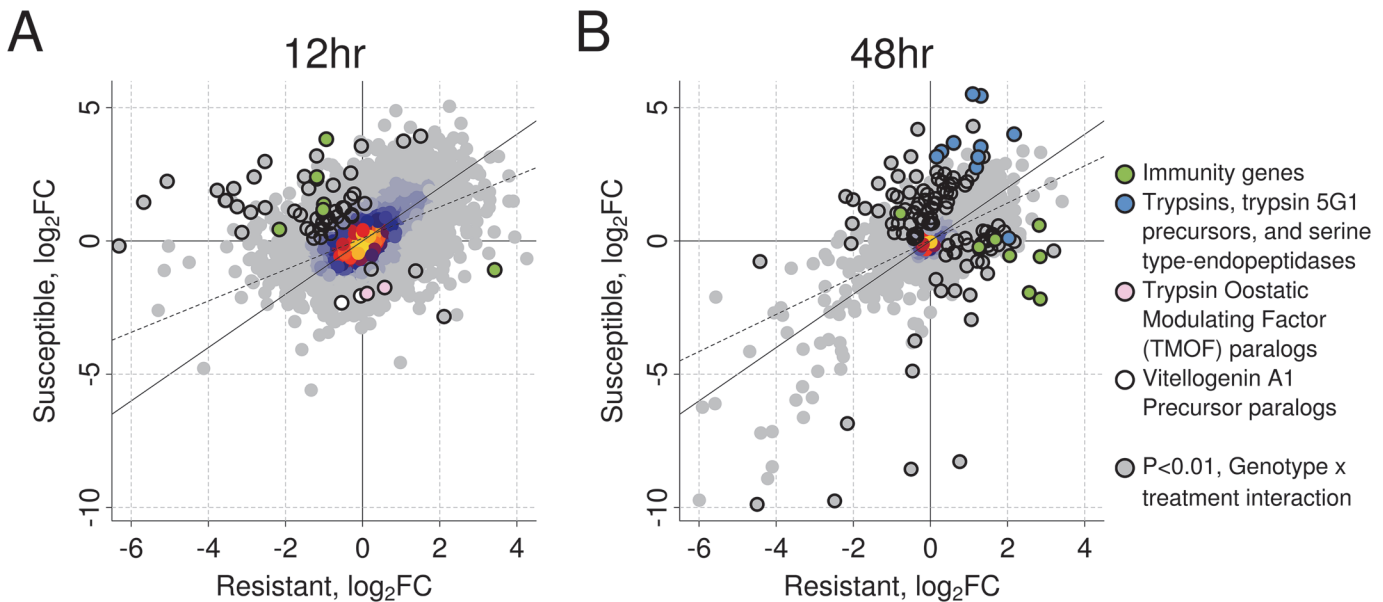 A
12hr
5
0
-5
-10
-6
-4
-2
0
2
4
Susceptible, log2FC
Resistant, log2FC
B
48hr
5
0
-5
-10
-6
-4
-2
0
2
4
Susceptible, log2FC
Resistant, log2FC
Immunity genes
Trypsins, trypsin 5G1
precursors, and serine
type-endopeptidases
Trypsin Oostatic
Modulating Factor
(TMOF) paralogs
Vitellogenin A1
Precursor paralogs
P<0.01, Genotype x
treatment interaction